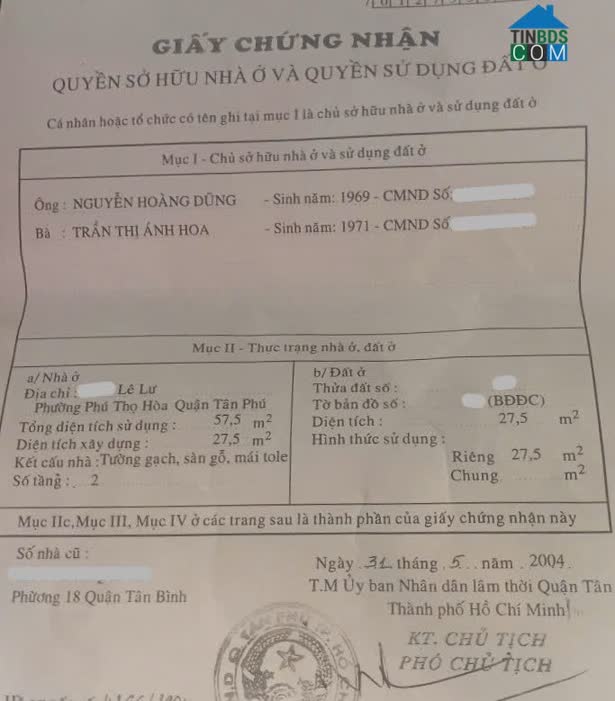 TINBDS
COM
GIẤY CHỨNG NHẬN
QUYỀN SỞ HỮU NHÀ Ở VÀ QUYỀN SỬ DỤNG ĐẤT Ở
Cá nhân hoặc tổ chức có tên ghi tại mục I là chủ sở hữu nhà ở và sử dụng đất ở
Mục I - Chủ sở hữu nhà ở và sử dụng đất ở
Ông : NGUYỄN HOÀNG DŨNG - Sinh năm: 1969 - CMND Số:
Bà : TRẦN THỊ ÁNH HOA - Sinh năm: 1971 - CMND Số
Mục II - Thực trạng nhà ở, đất ở
a/ Nhà ở
Địa chỉ : Lê Lư
Phường Phú Thọ Hòa Quận Tân Phú
Tổng diện tích sử dụng : 57,5 m²
Diện tích xây dựng : 27,5 m²
Kết cấu nhà :Tường gạch, sàn gỗ, mái tole
Số tầng : 2
b/ Đất ở
Thửa đất số :
Tờ bản đồ số : (BĐĐC)
Diện tích : 27,5 m²
Hình thức sử dụng :
Riêng 27,5 m²
Chung m²
Mục IIc,Mục III, Mục IV ở các trang sau là thành phần của giấy chứng nhận này
Số nhà cũ :
Phường 18 Quận Tân Bình
Ngày 31 tháng 5 năm 2004
T.M Ủy ban Nhân dân lâm thời Quận Tân
Thành phố Hồ Chí Minh
KT. CHỦ TỊCH
PHÓ CHỦ TỊCH